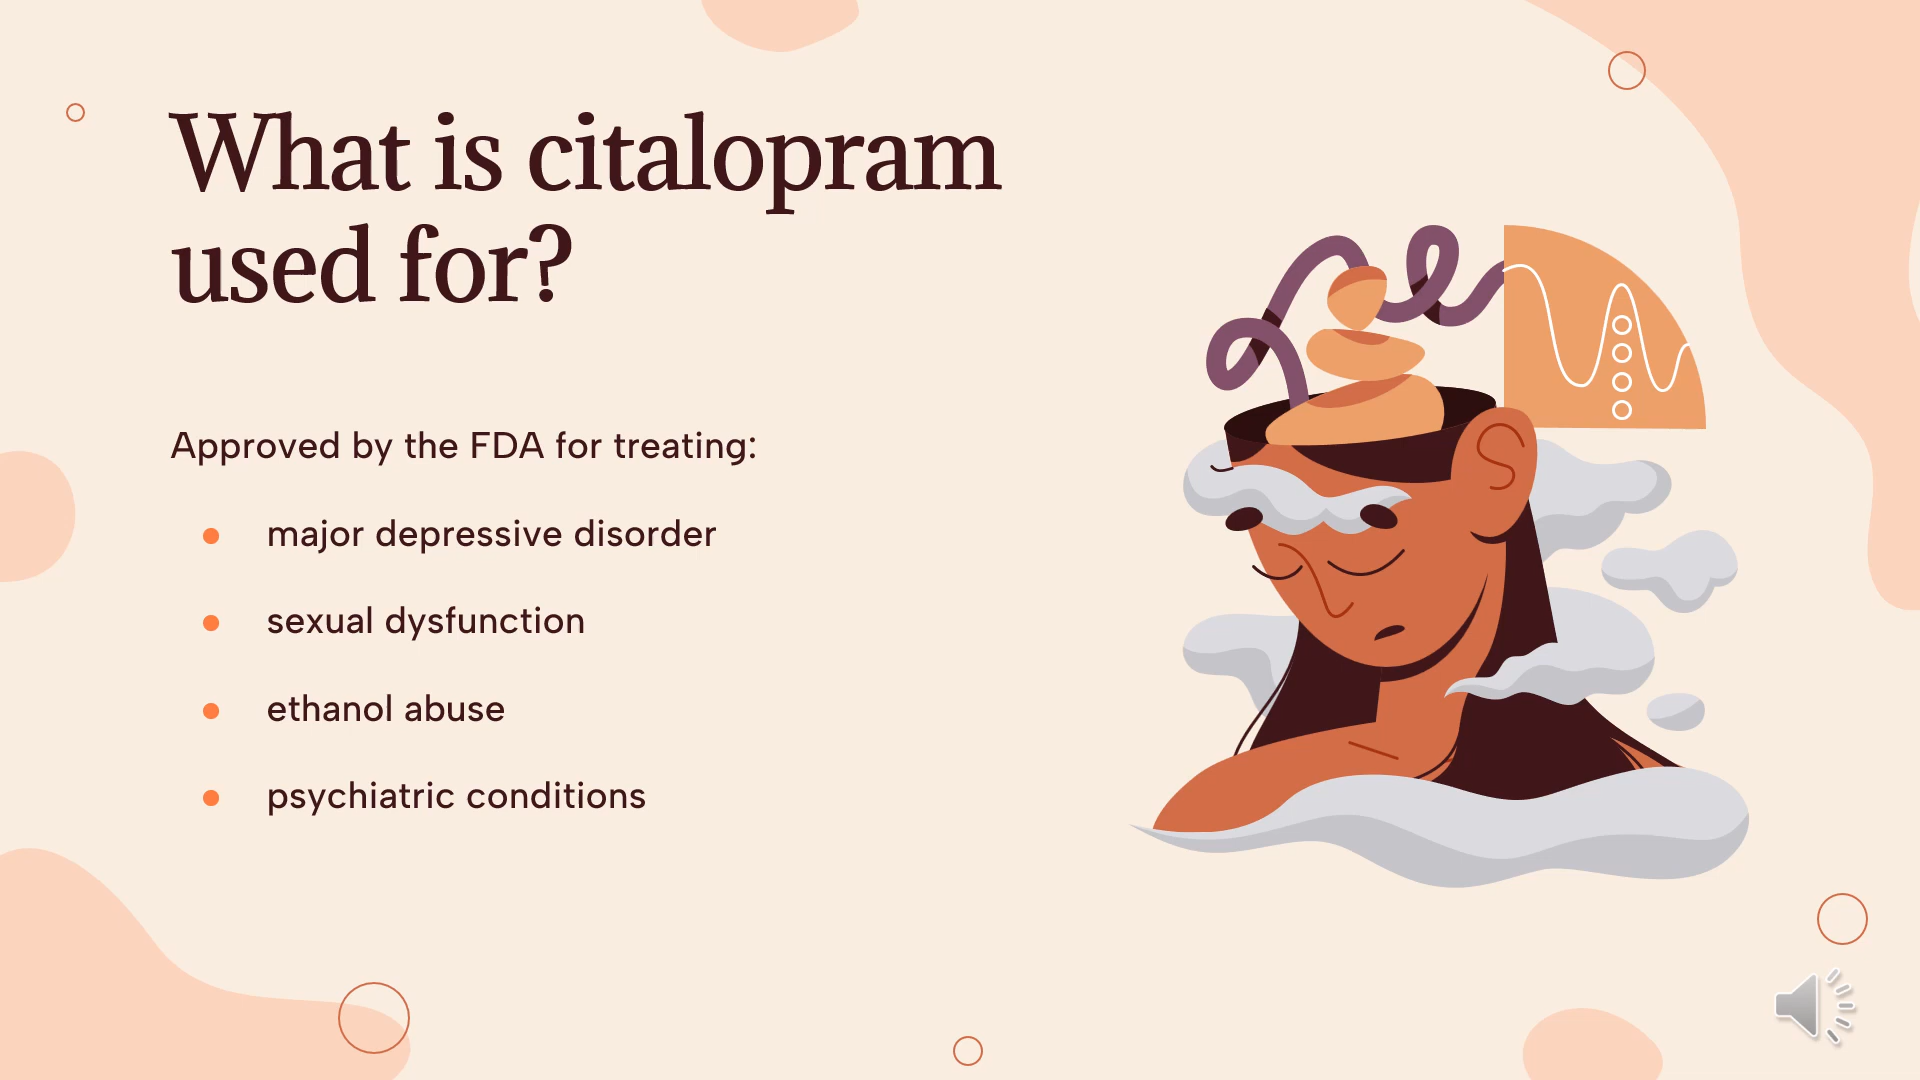 What is citalopram
used for?
Approved by the FDA for treating:
major depressive disorder
sexual dysfunction
ethanol abuse
psychiatric conditions